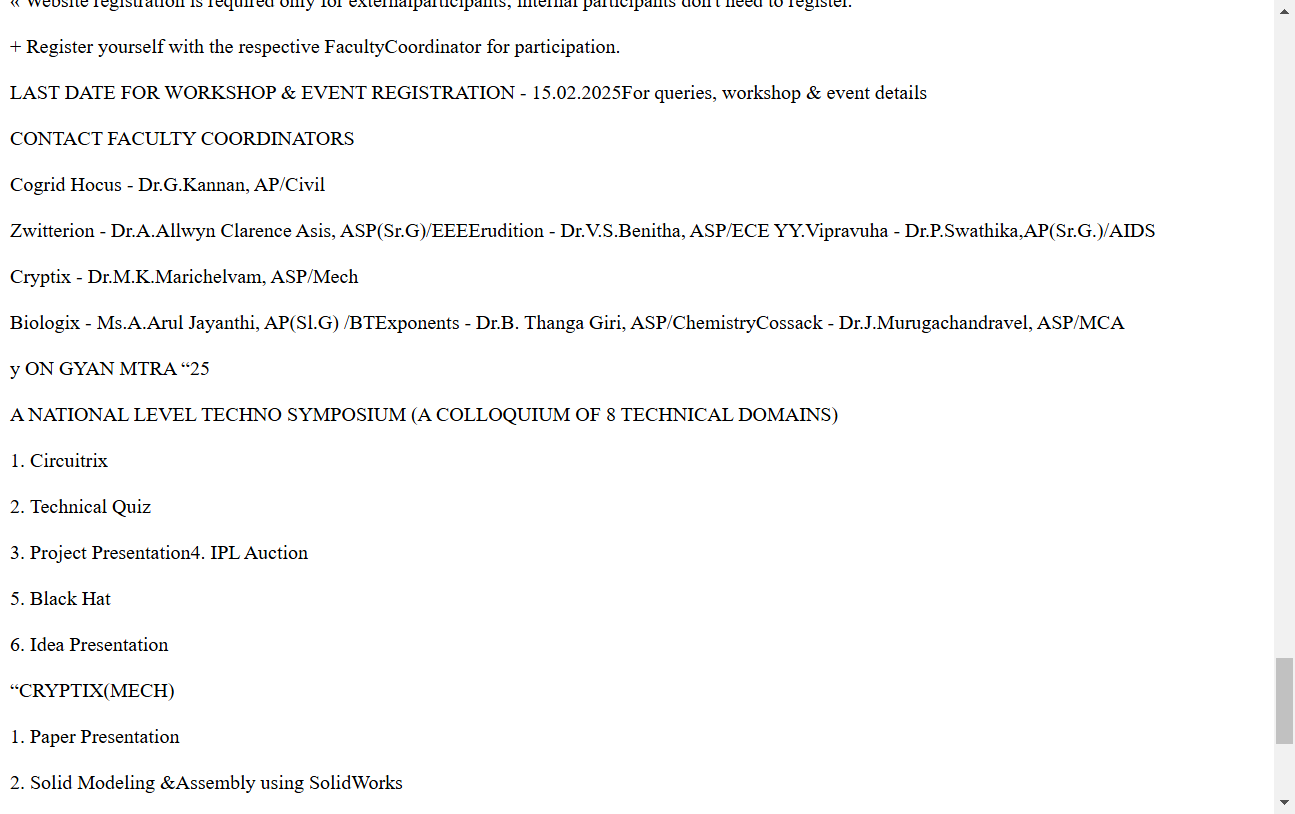 « Website registration is required only for externalparticipants, internal participants don't need to register.
+ Register yourself with the respective FacultyCoordinator for participation.
LAST DATE FOR WORKSHOP & EVENT REGISTRATION - 15.02.2025For queries, workshop & event details
CONTACT FACULTY COORDINATORS
Cogrid Hocus - Dr.G.Kannan, AP/Civil
Zwitterion - Dr.A.Allwyn Clarence Asis, ASP(Sr.G)/EEEErudition - Dr.V.S.Benitha, ASP/ECE YY.Vipravuha - Dr.P.Swathika,AP(Sr.G.)/AIDS
Cryptix - Dr.M.K.Marichelvam, ASP/Mech
Biologix - Ms.A.Arul Jayanthi, AP(Sl.G) /BTExponents - Dr.B. Thanga Giri, ASP/ChemistryCossack - Dr.J.Murugachandravel, ASP/MCA
y ON GYAN MTRA “25
A NATIONAL LEVEL TECHNO SYMPOSIUM (A COLLOQUIUM OF 8 TECHNICAL DOMAINS)
1. Circuitrix
2. Technical Quiz
3. Project Presentation4. IPL Auction
5. Black Hat
6. Idea Presentation
“CRYPTIX(MECH)
1. Paper Presentation
2. Solid Modeling &Assembly using SolidWorks